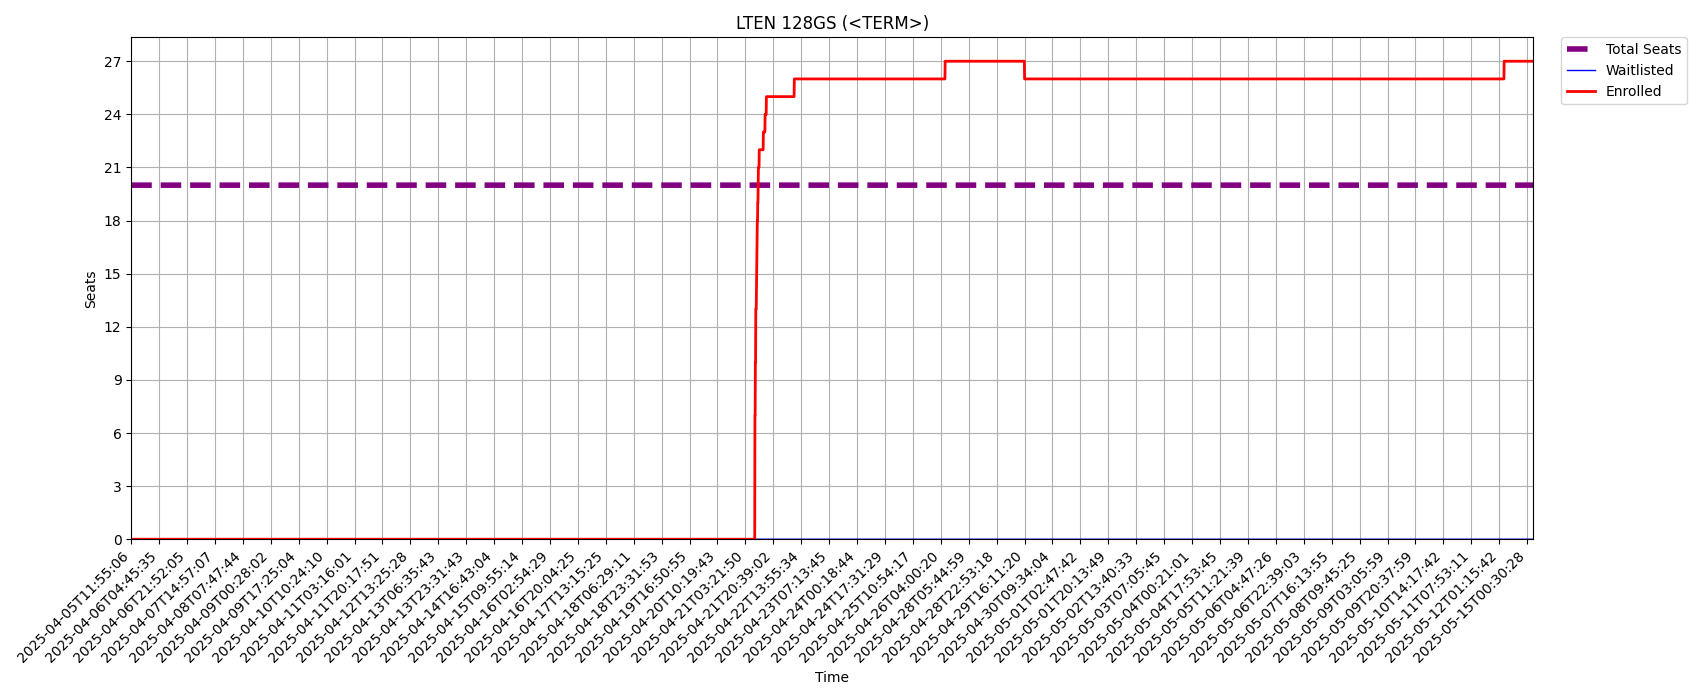 LTEN 128GS (<TERM>)
Total Seats
Waitlisted
Enrolled
Seats
27
24
21
18
15
12
9
6
3
0
2025-04-05T11:55:06
2025-04-06T04:45:35
2025-04-06T21:52:05
2025-04-07T14:57:07
2025-04-08T07:47:44
2025-04-09T00:28:02
2025-04-09T17:25:04
2025-04-10T10:24:10
2025-04-11T03:16:01
2025-04-11T20:17:51
2025-04-12T13:25:28
2025-04-13T06:35:43
2025-04-13T23:31:43
2025-04-14T16:43:04
2025-04-15T09:55:14
2025-04-16T02:54:29
2025-04-16T20:04:25
2025-04-17T13:15:25
2025-04-18T06:29:11
2025-04-18T23:31:53
2025-04-19T16:50:55
2025-04-20T10:19:43
2025-04-21T03:21:50
2025-04-21T20:39:02
2025-04-22T13:55:34
2025-04-23T07:13:45
2025-04-24T00:18:44
2025-04-24T17:31:29
2025-04-25T10:54:17
2025-04-26T04:00:20
2025-04-28T05:44:59
2025-04-28T22:53:18
2025-04-29T16:11:20
2025-04-30T09:34:04
2025-05-01T02:47:42
2025-05-01T20:13:49
2025-05-02T13:40:33
2025-05-03T07:05:45
2025-05-04T00:21:01
2025-05-04T17:53:45
2025-05-05T11:21:39
2025-05-06T04:47:26
2025-05-06T22:39:03
2025-05-07T16:13:55
2025-05-08T09:45:25
2025-05-09T03:05:59
2025-05-09T20:37:59
2025-05-10T14:17:42
2025-05-11T07:53:11
2025-05-12T01:15:42
2025-05-15T00:30:28
Time